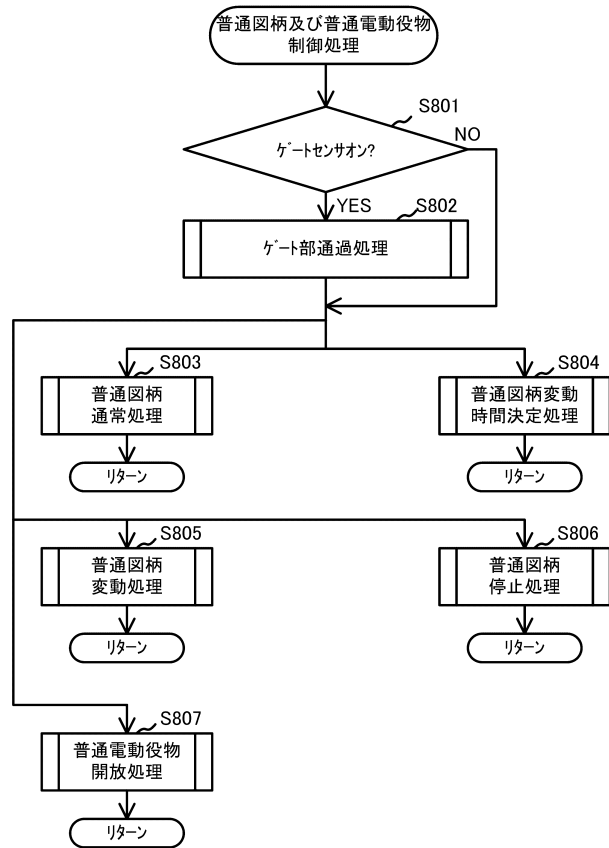 普通図柄及び普通電動役物
制御処理
S801
ゲートセンサオン?
NO
YES
S802
ゲート部通過処理
S803
普通図柄
通常処理
リターン
S804
普通図柄変動
時間決定処理
リターン
S805
普通図柄
変動処理
リターン
S806
普通図柄
停止処理
リターン
S807
普通電動役物
開放処理
リターン